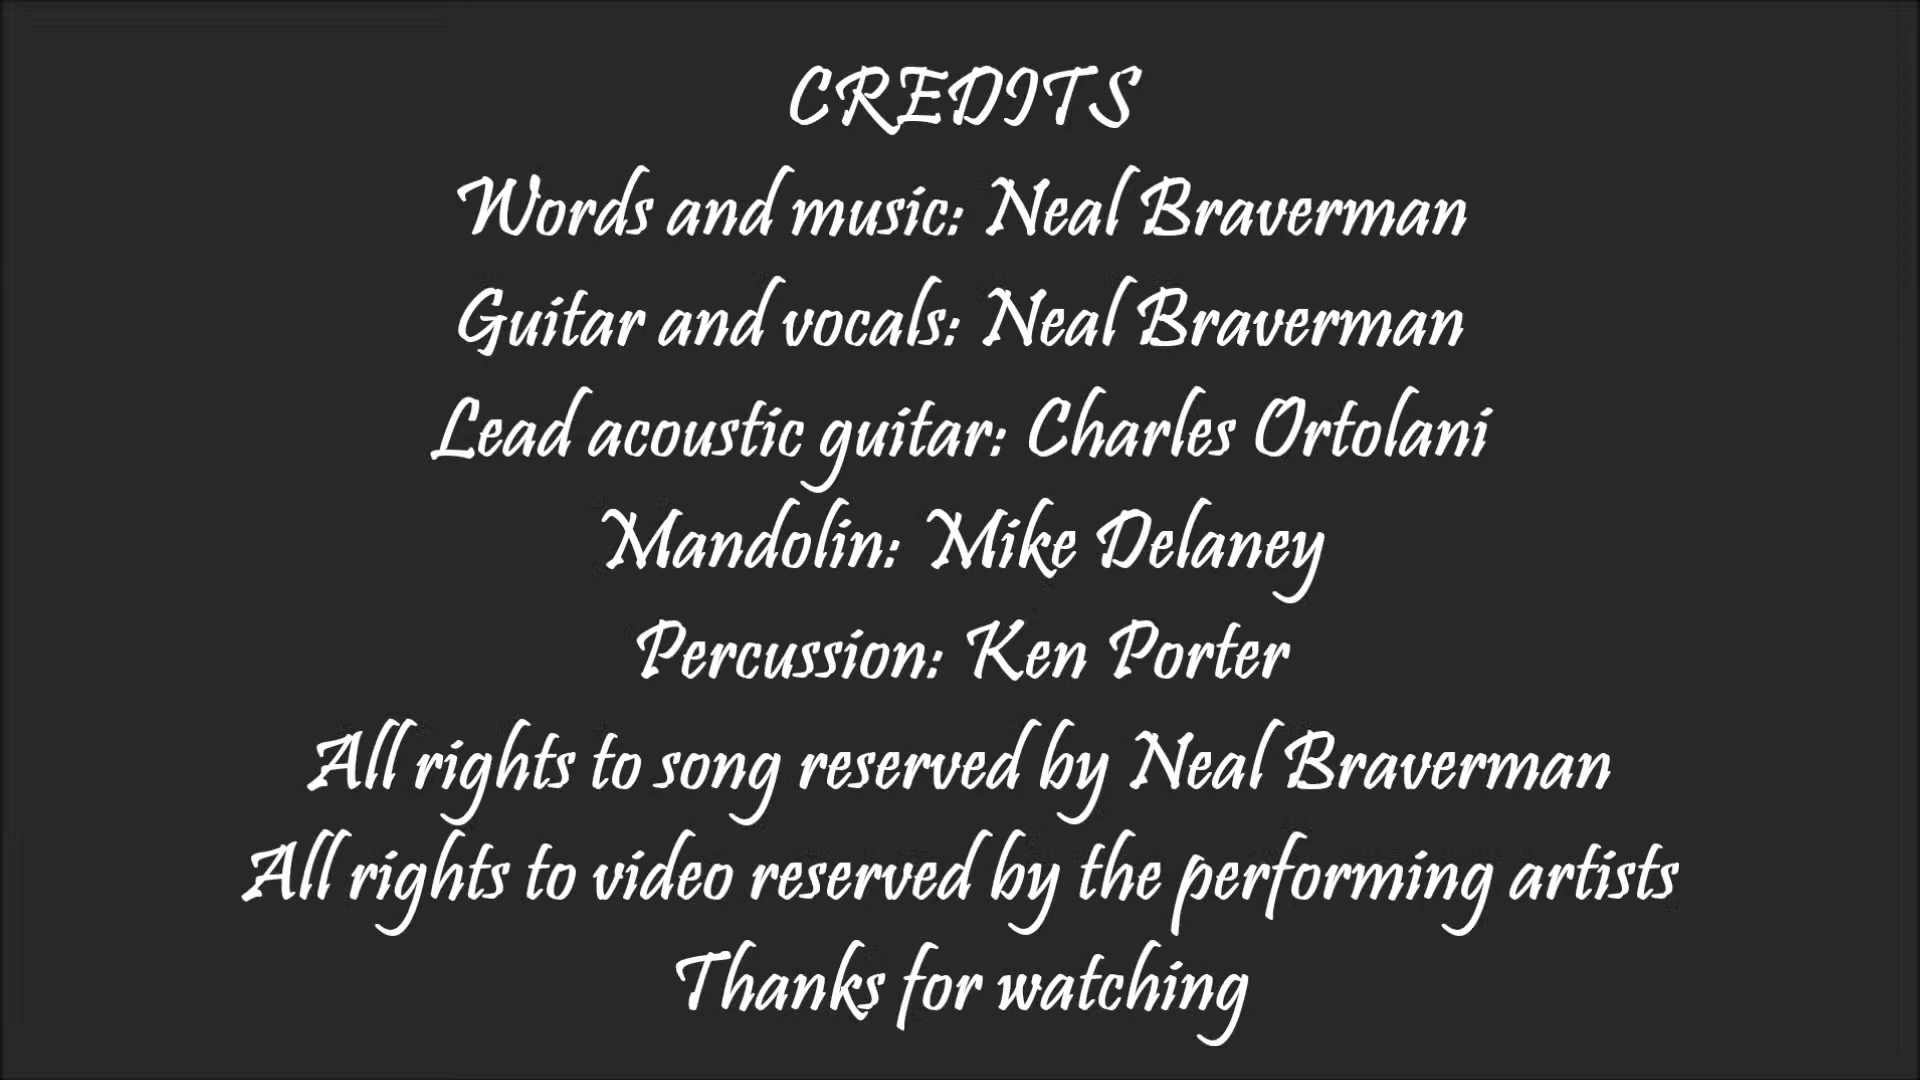 CREDITS
Words and music: Neal Braverman
Guitar and vocals: Neal Braverman
Lead acoustic guitar: Charles Ortolani
Mandolin: Mike Delaney
Percussion: Ken Porter
All rights to song reserved by Neal Braverman
All rights to video reserved by the performing artists
Thanks for watching